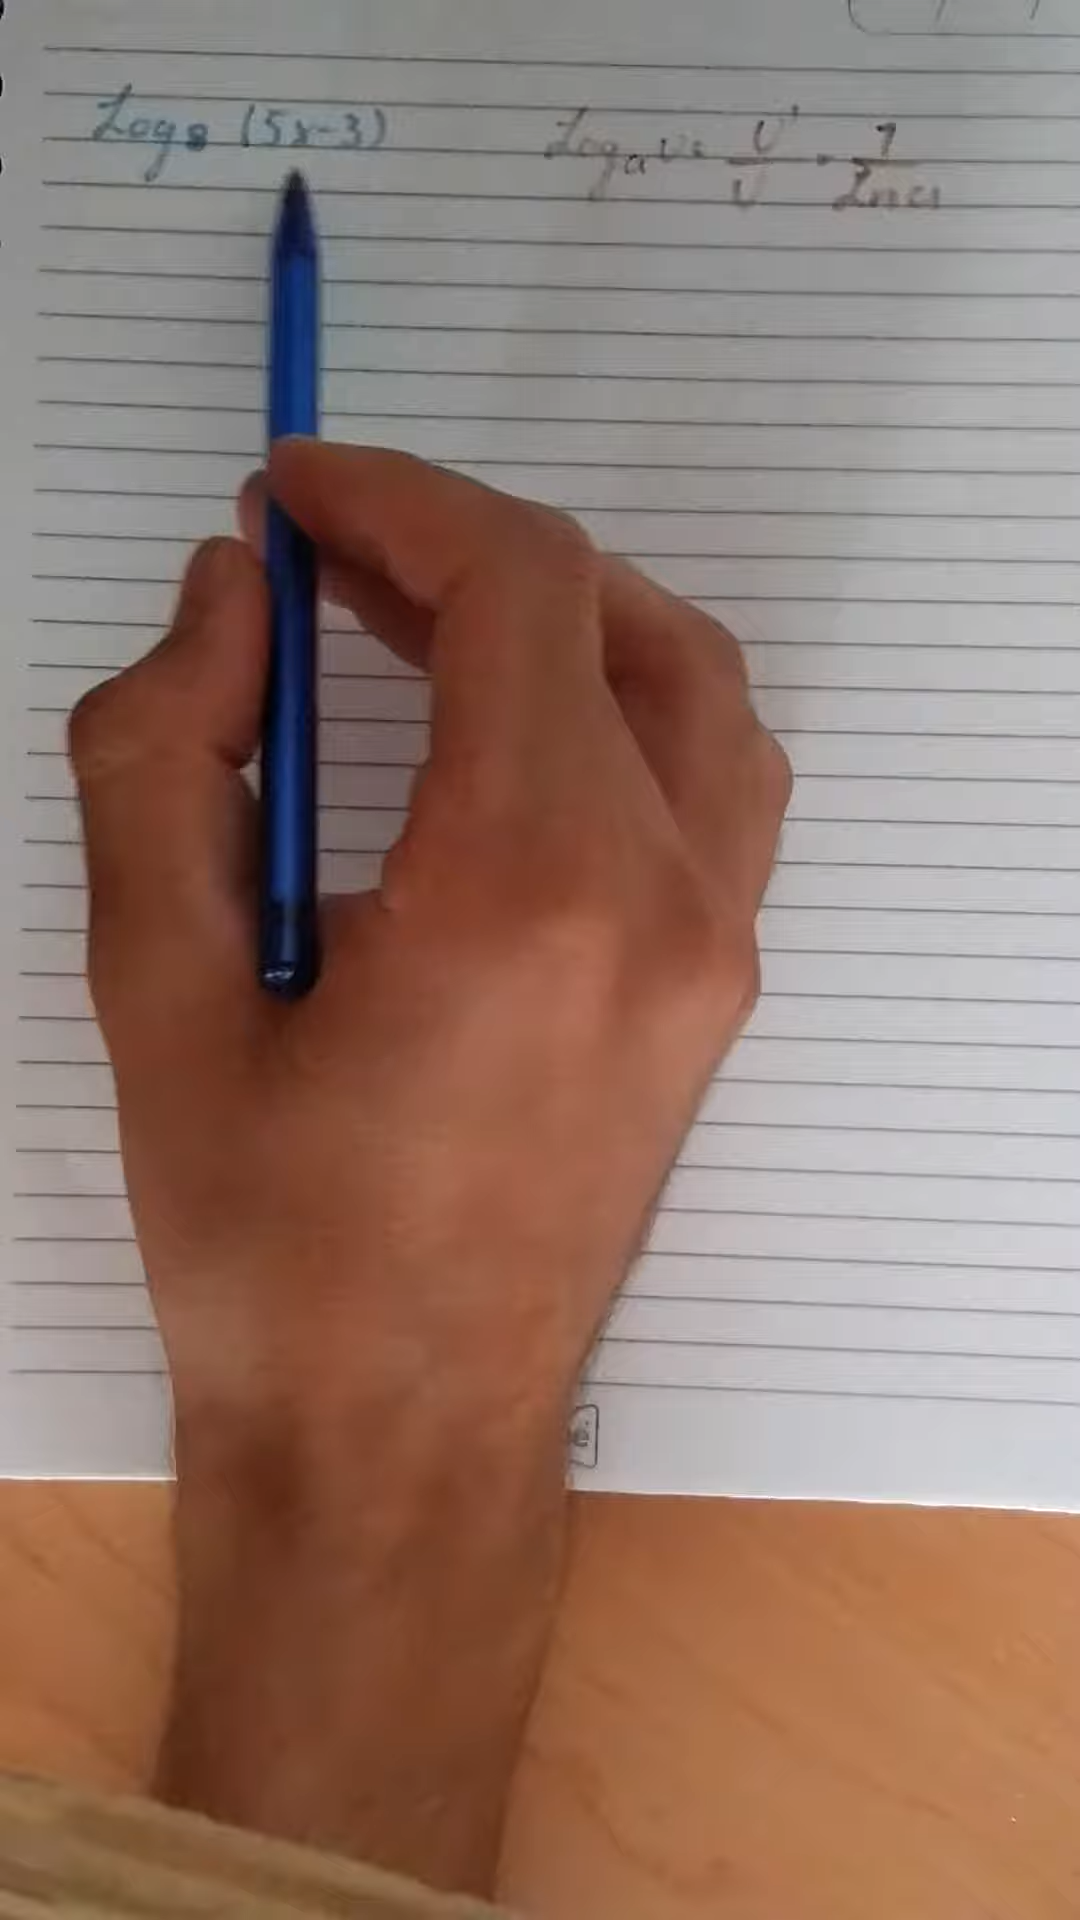 Log₈ (5x-3)
Logₐ U = U'/U · 1/Ln a